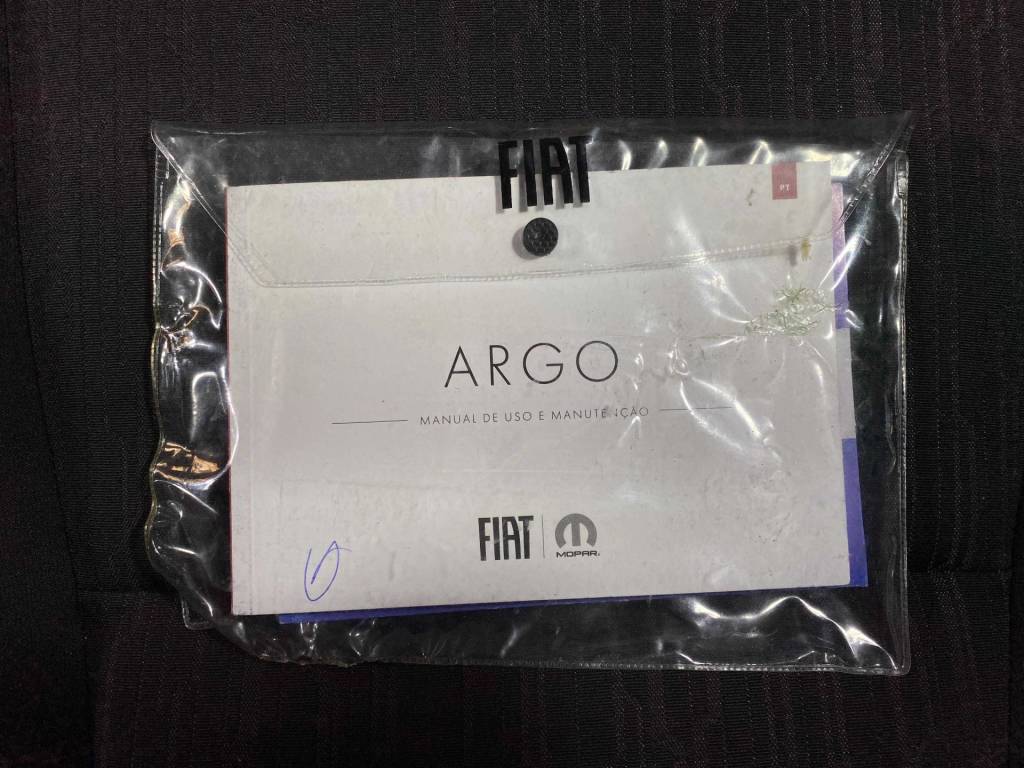 FIAT
PT
ARGO
MANUAL DE USO E MANUTENÇÃO
FIAT MOPAR®